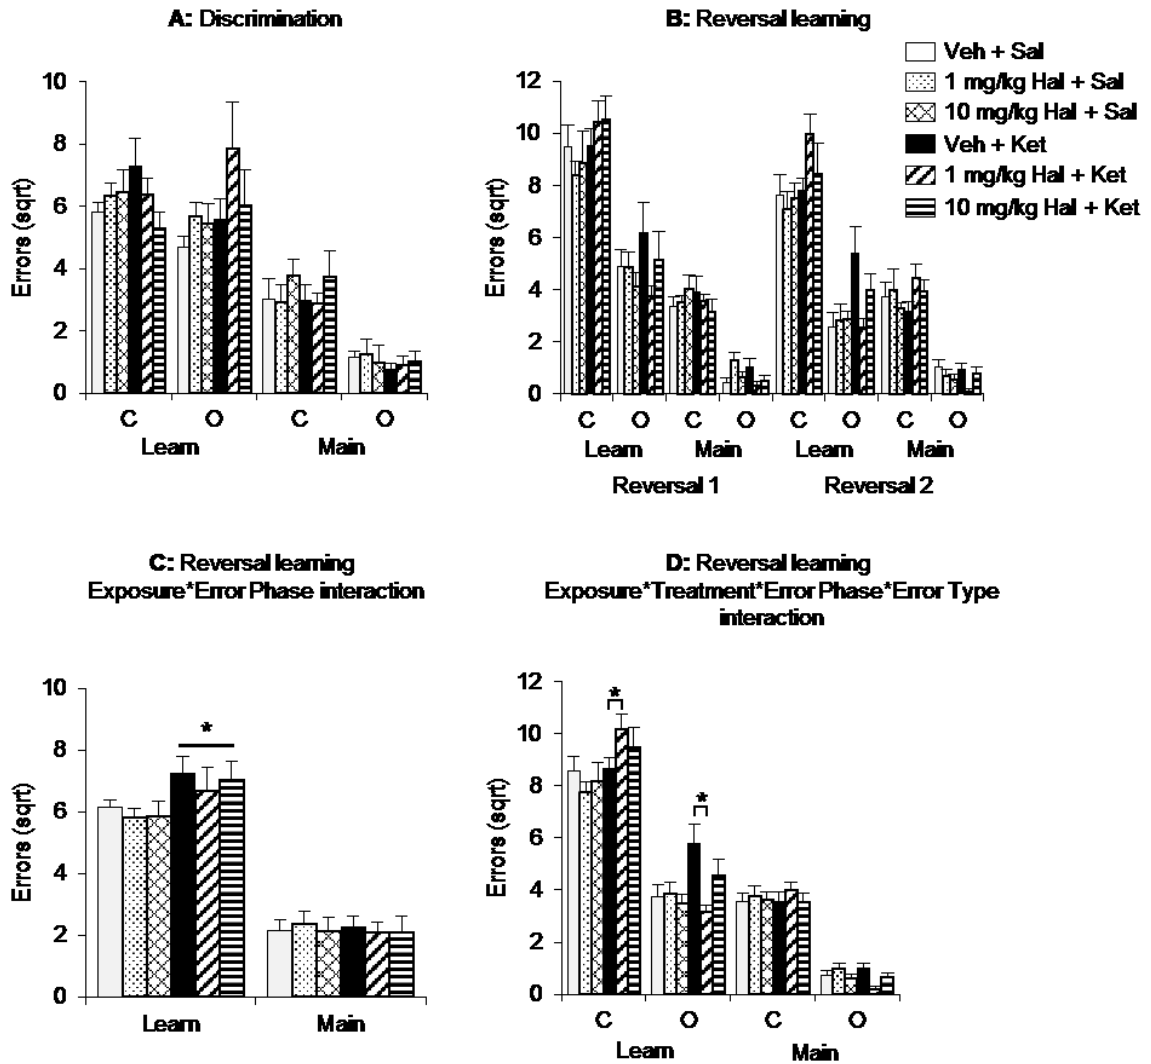 A: Discrimination
10
8
6
4
2
0
Errors (sqrt)
C O C O
Learn Main
B: Reversal learning
12
10
8
6
4
2
0
Errors (sqrt)
C O C O C O C O
Learn Main Learn Main
Reversal 1 Reversal 2
Veh + Sal
1 mg/kg Hal + Sal
10 mg/kg Hal + Sal
Veh + Ket
1 mg/kg Hal + Ket
10 mg/kg Hal + Ket
C: Reversal learning
Exposure*Error Phase interaction
10
8
6
4
2
0
Errors (sqrt)
*
Learn Main
D: Reversal learning
Exposure*Treatment*Error Phase*Error Type
interaction
12
10
8
6
4
2
0
Errors (sqrt)
*
*
C O C O
Learn Main